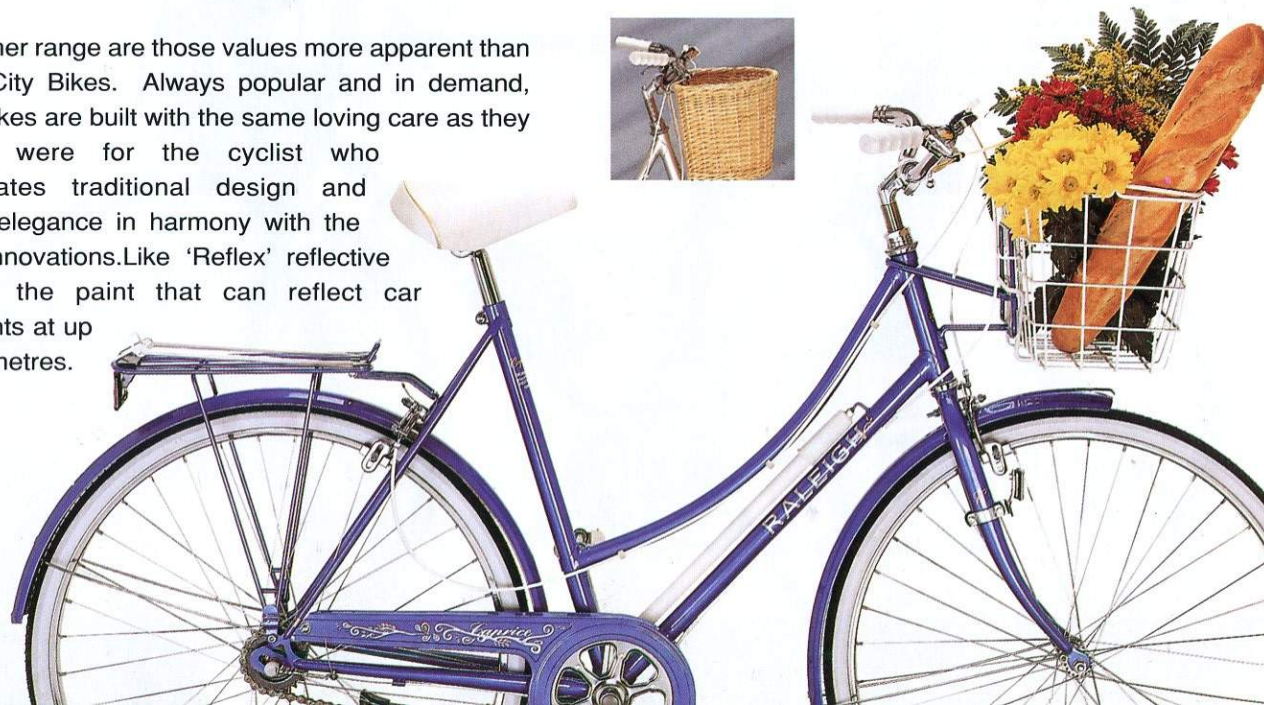 her range are those values more apparent than
City Bikes. Always popular and in demand,
kes are built with the same loving care as they
were for the cyclist who
ates traditional design and
elegance in harmony with the
nnovations.Like ‘Reflex’ reflective
the paint that can reflect car
nts at up
metres.
RALEIGH
Caprice